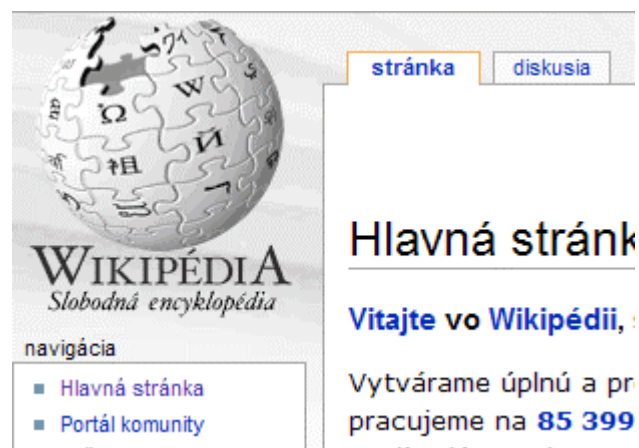 stránka
diskusia
WIKIPÉDIA
Slobodná encyklopédia
navigácia
Hlavná stránka
Portál komunity
Hlavná stránk
Vitajte vo Wikipédii,
Vytvárame úplnú a pr
pracujeme na 85 399